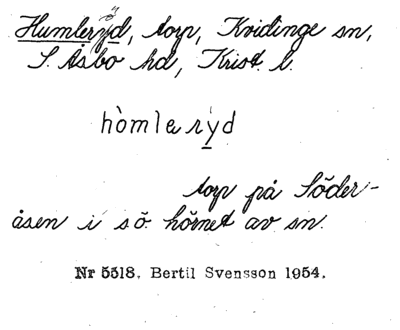 Humleryd, torp, Kvidinge sn,
S. Åsbo hd, Krist. l.
hòmlaryd
torp på Söder-
åsen i sö. hörnet av sn.
Nr 5518. Bertil Svensson 1954.